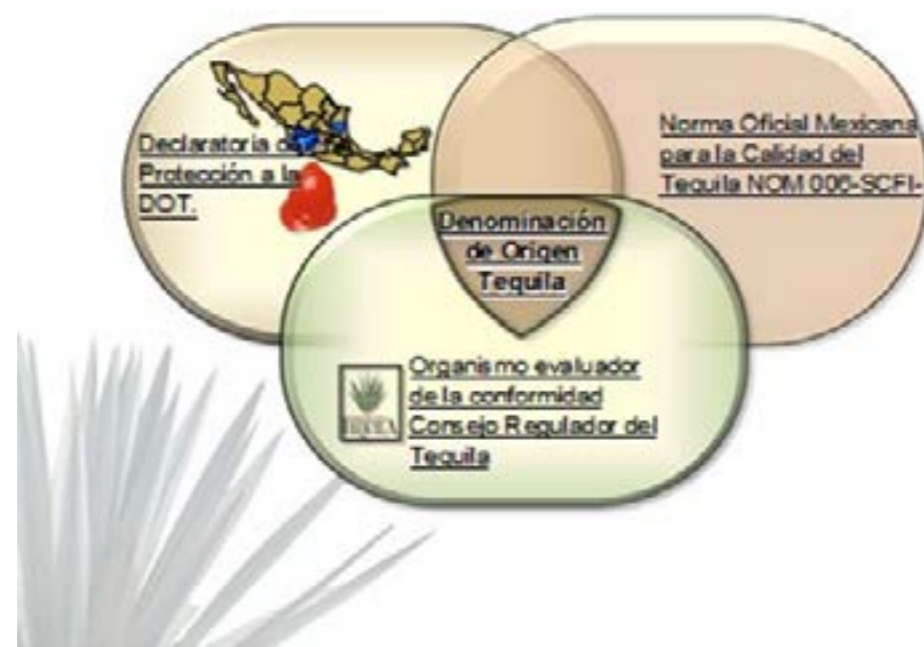 Declaratoria de
Protección a la
DOT.
Norma Oficial Mexicana
para la Calidad del
Tequila NOM 006-SCFI-
Denominación
de Origen
Tequila
Organismo evaluador
de la conformidad
Consejo Regulador del
Tequila